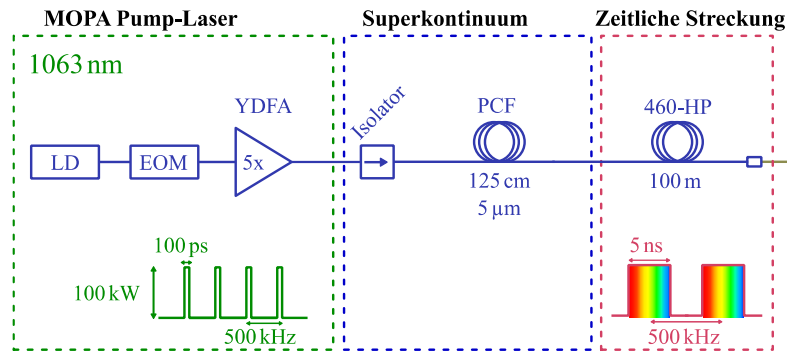 MOPA Pump-Laser
Superkontinuum
Zeitliche Streckung
1063 nm
YDFA
Isolator
PCF
460-HP
LD
EOM
5x
125 cm
5 µm
100 m
100 ps
100 kW
500 kHz
5 ns
500 kHz